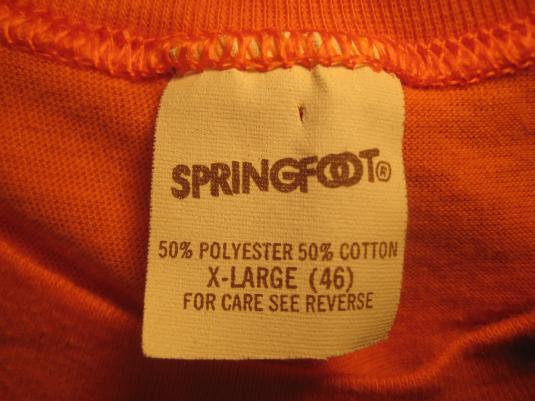 SPRINGFOOT®
50% POLYESTER 50% COTTON
X-LARGE (46)
FOR CARE SEE REVERSE